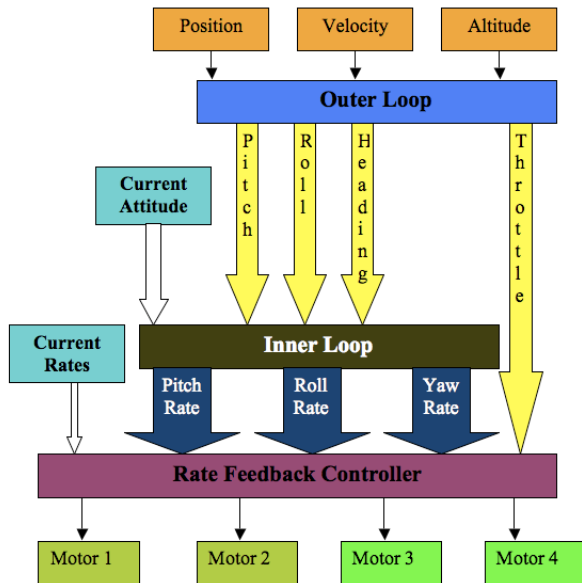 Position
Velocity
Altitude
Outer Loop
Pitch
Roll
Heading
Throttle
Current
Attitude
Inner Loop
Current
Rates
Pitch
Rate
Roll
Rate
Yaw
Rate
Rate Feedback Controller
Motor 1
Motor 2
Motor 3
Motor 4